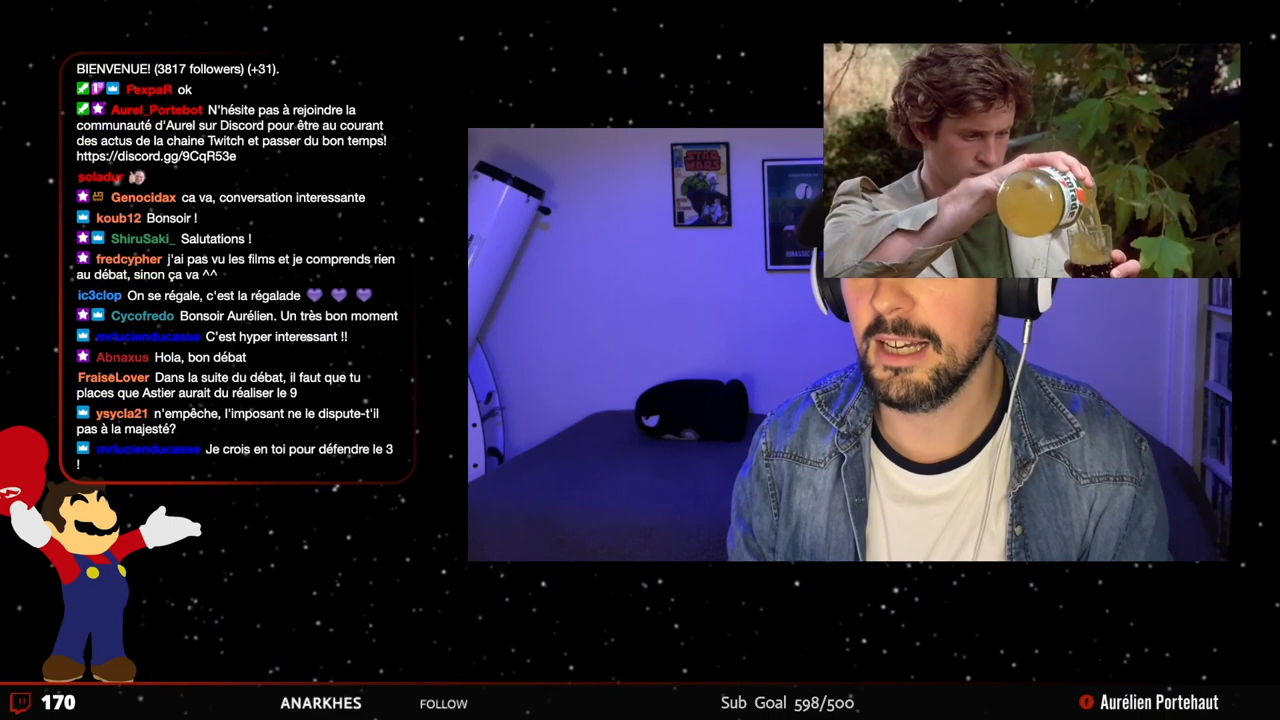 BIENVENUE! (3817 followers) (+31).
FexpaR ok
Aurel_Portebot N'hésite pas à rejoindre la
communauté d'Aurel sur Discord pour être au courant
des actus de la chaine Twitch et passer du bon temps!
https://discord.gg/9CqR53e
soladur
Genocidax ca va, conversation interessante
koub12 Bonsoir !
ShiruSaki_ Salutations !
fredcypher j'ai pas vu les films et je comprends rien
au débat, sinon ça va ^^
ic3clop On se régale, c'est la régalade
Cycofredo Bonsoir Aurélien. Un très bon moment
mrlucienducasse C'est hyper interessant !!
Abnaxus Hola, bon débat
FraiseLover Dans la suite du débat, il faut que tu
places que Astier aurait du réaliser le 9
ysycla21 n'empêche, l'imposant ne le dispute-t'il
pas à la majesté?
mrlucienducasse Je crois en toi pour défendre le 3
!
STAR
WARS
JURASSIC
170
ANARKHES
FOLLOW
Sub Goal 598/500
Aurélien Portehaut